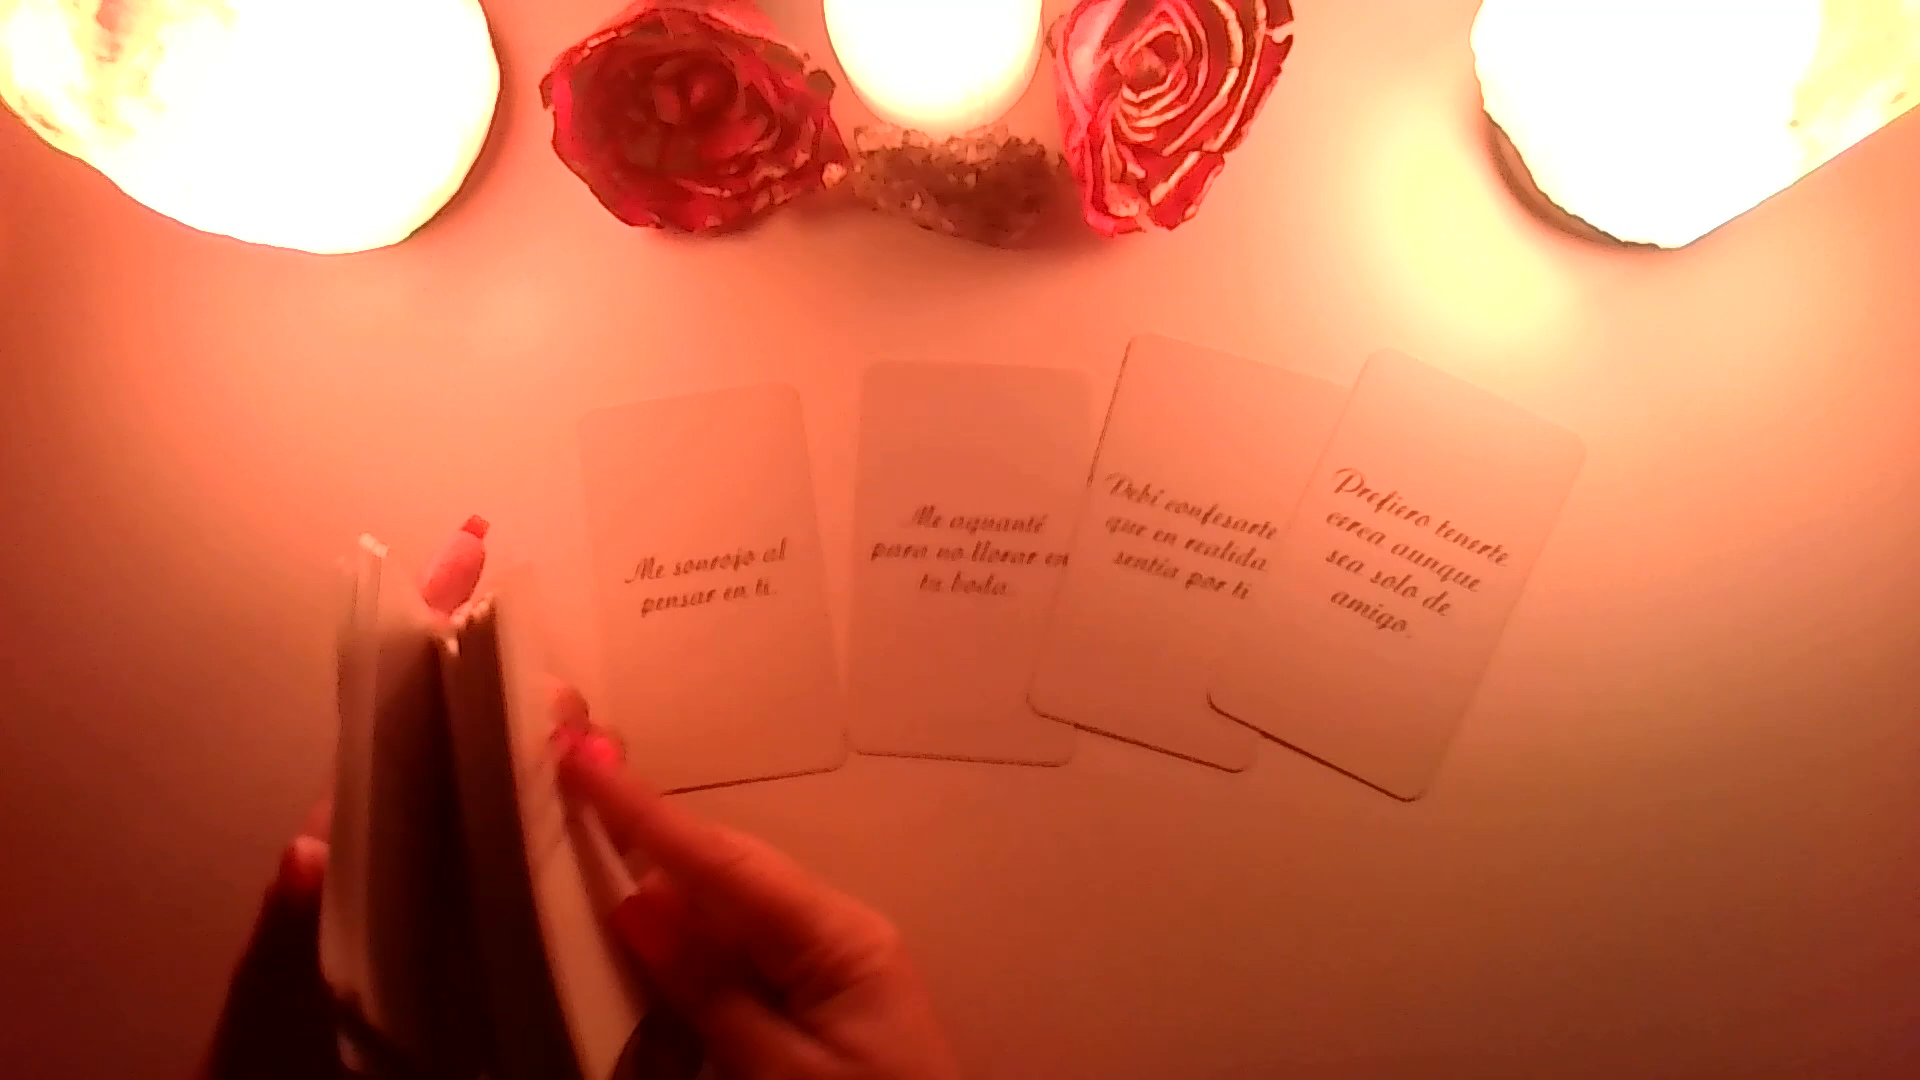 Me sonrojo al
pensar en ti.
Me aguanté
para no llorar en
tu boda.
Debí confesarte
que en realida
sentía por ti
Prefiero tenerte
cerca aunque
sea solo de
amigo.